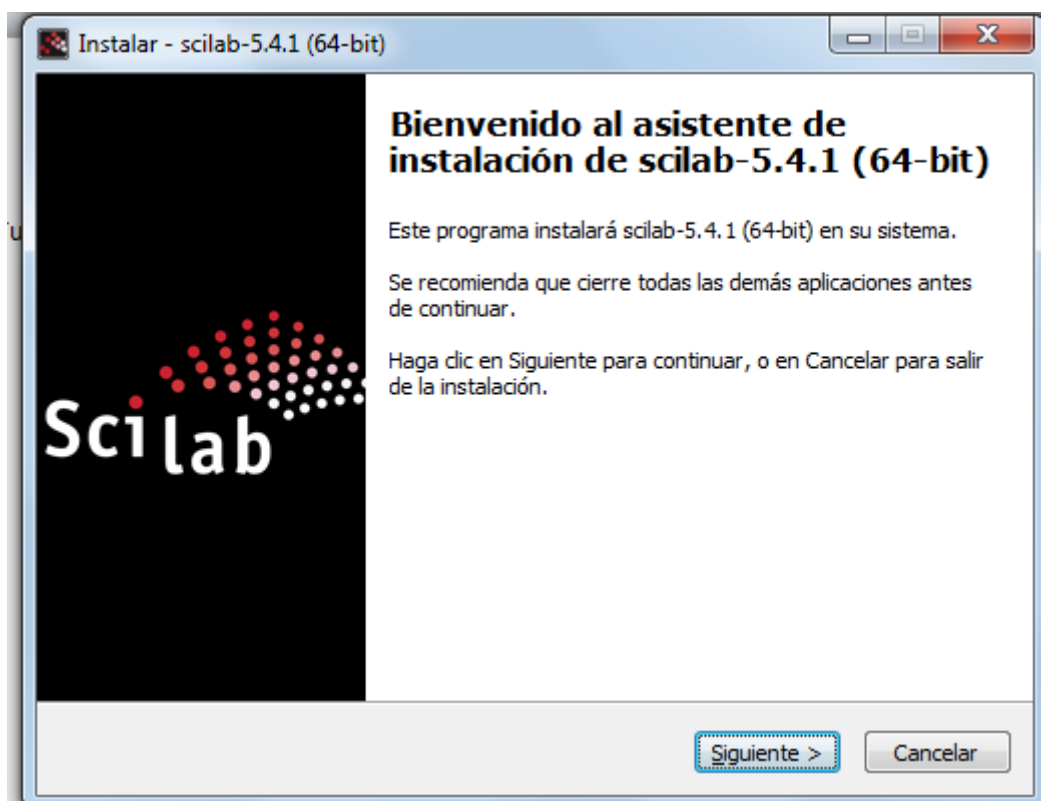 Instalar - scilab-5.4.1 (64-bit)
Bienvenido al asistente de
instalación de scilab-5.4.1 (64-bit)
Este programa instalará scilab-5.4.1 (64-bit) en su sistema.
Se recomienda que cierre todas las demás aplicaciones antes
de continuar.
Haga clic en Siguiente para continuar, o en Cancelar para salir
de la instalación.
Scilab
Siguiente >
Cancelar